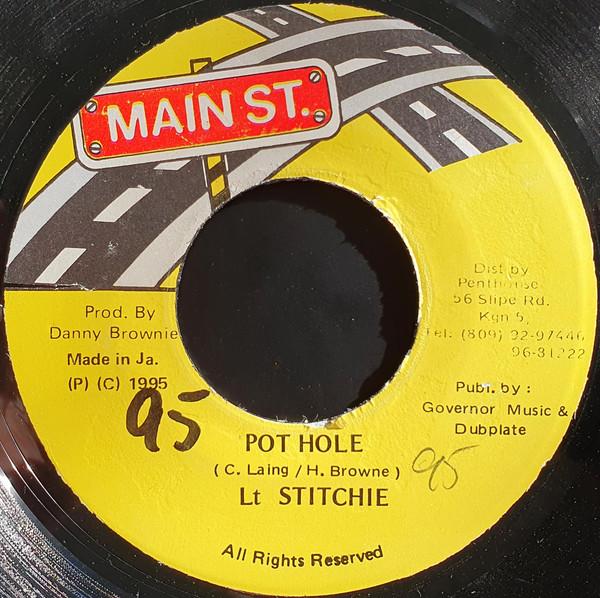 MAIN ST.
Prod. By
Danny Brownie
Made in Ja.
(P) (C) 1995
95
Dist by
Penthouse
56 Slipe Rd.
Kgn 5,
Tel: (809) 92-97446
96-81222
Publ. by :
Governor Music &
Dubplate
95
POT HOLE
( C. Laing / H. Browne )
Lt STITCHIE
All Rights Reserved